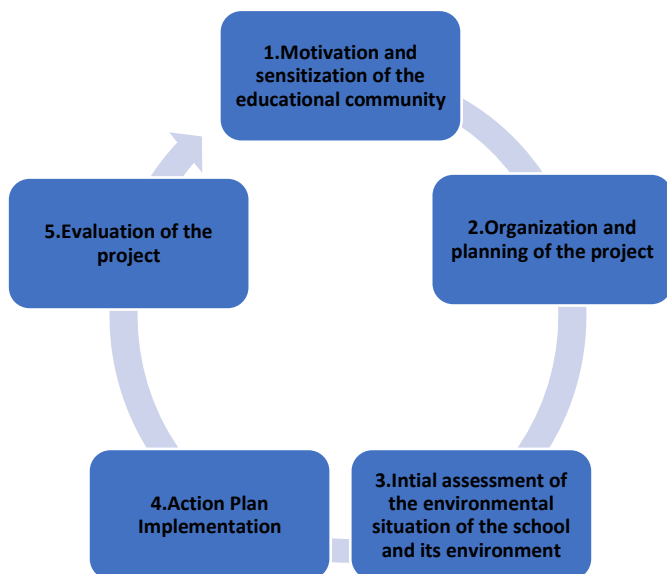 1.Motivation and
sensitization of the
educational community
2.Organization and
planning of the project
3.Intial assessment of
the environmental
situation of the school
and its environment
4.Action Plan
Implementation
5.Evaluation of the
project